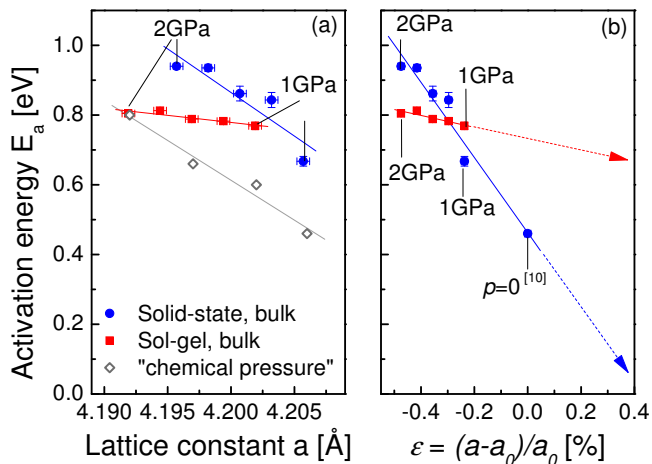 (a)
(b)
2GPa
2GPa
1.0
1GPa
1GPa
0.8
2GPa
0.6
1GPa
0.4
p=0 [10]
Solid-state, bulk
0.2
Sol-gel, bulk
"chemical pressure"
0.0
Activation energy Ea [eV]
4.190 4.195 4.200 4.205
-0.4 -0.2 0.0 0.2 0.4
Lattice constant a [Å]
ε = (a-a0)/a0 [%]